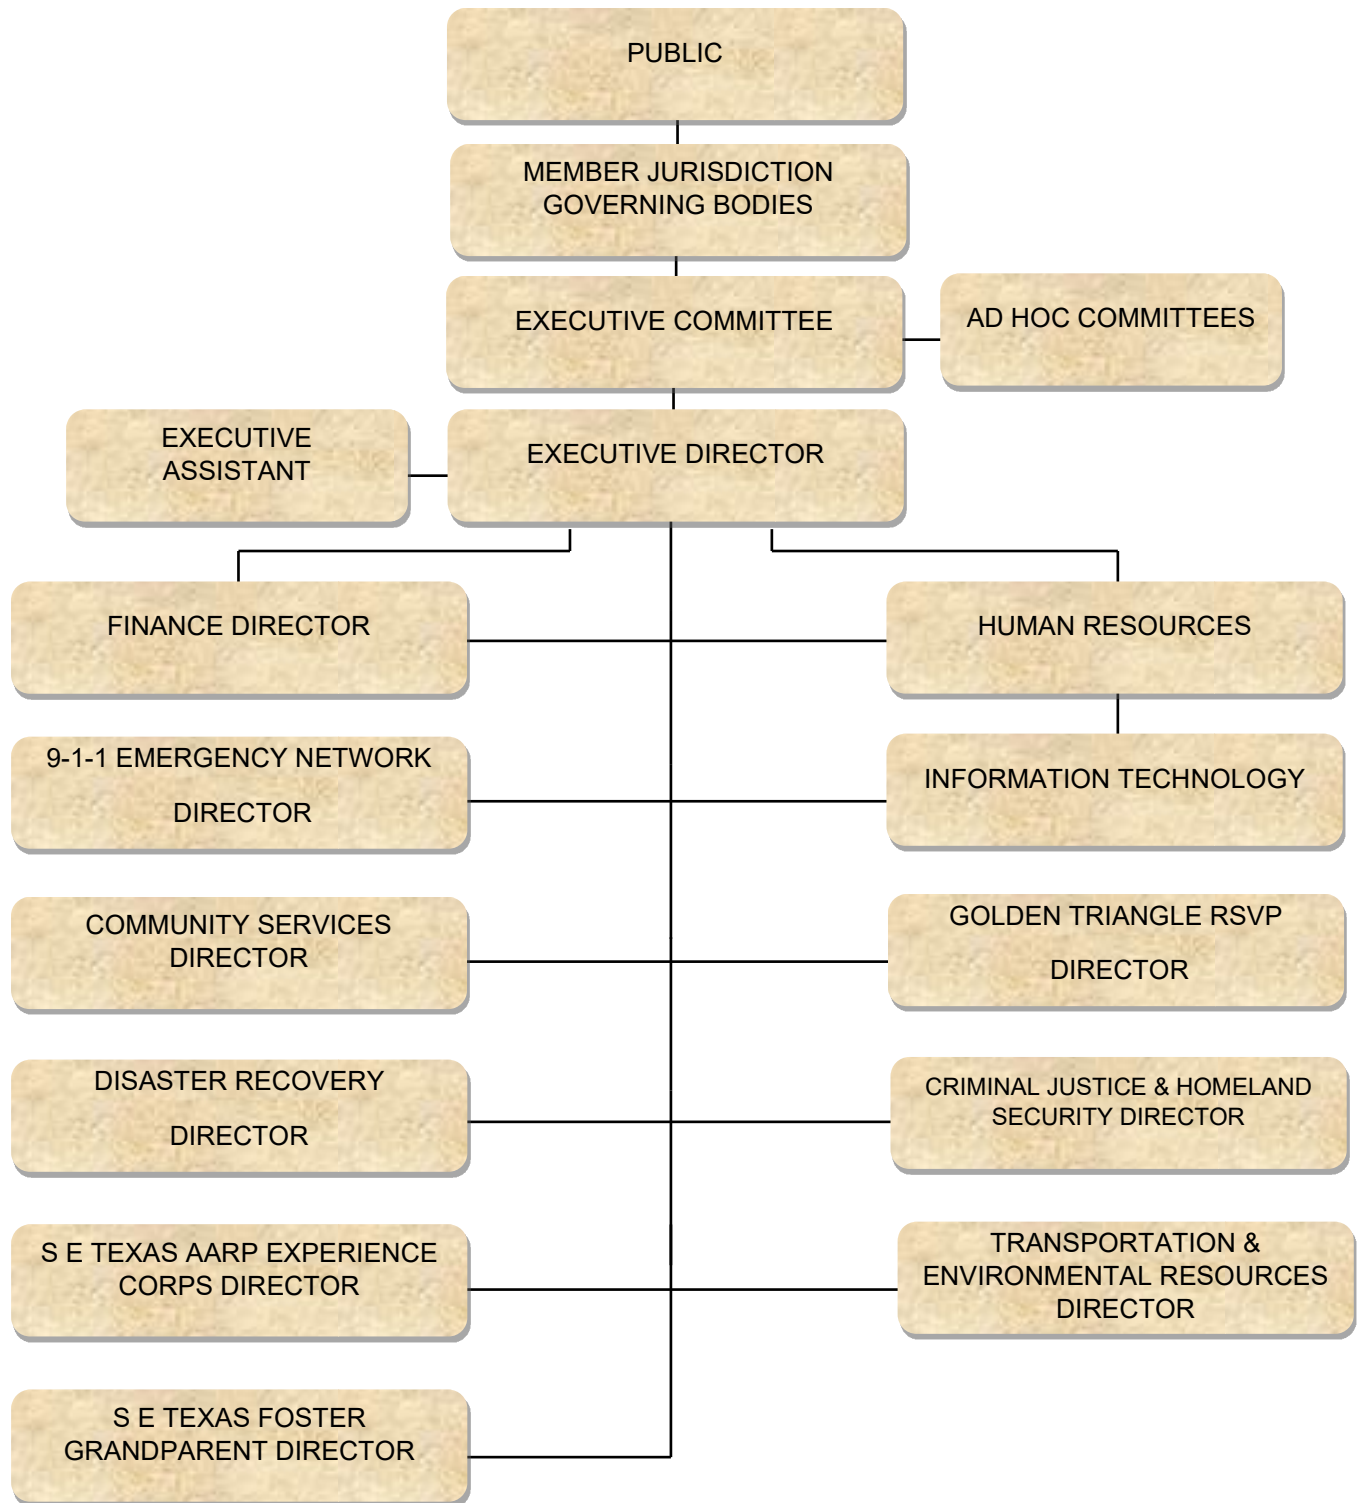 PUBLIC
MEMBER JURISDICTION
GOVERNING BODIES
EXECUTIVE COMMITTEE
AD HOC COMMITTEES
EXECUTIVE
ASSISTANT
EXECUTIVE DIRECTOR
FINANCE DIRECTOR
HUMAN RESOURCES
9-1-1 EMERGENCY NETWORK
DIRECTOR
INFORMATION TECHNOLOGY
COMMUNITY SERVICES
DIRECTOR
GOLDEN TRIANGLE RSVP
DIRECTOR
DISASTER RECOVERY
DIRECTOR
CRIMINAL JUSTICE & HOMELAND
SECURITY DIRECTOR
S E TEXAS AARP EXPERIENCE
CORPS DIRECTOR
TRANSPORTATION &
ENVIRONMENTAL RESOURCES
DIRECTOR
S E TEXAS FOSTER
GRANDPARENT DIRECTOR